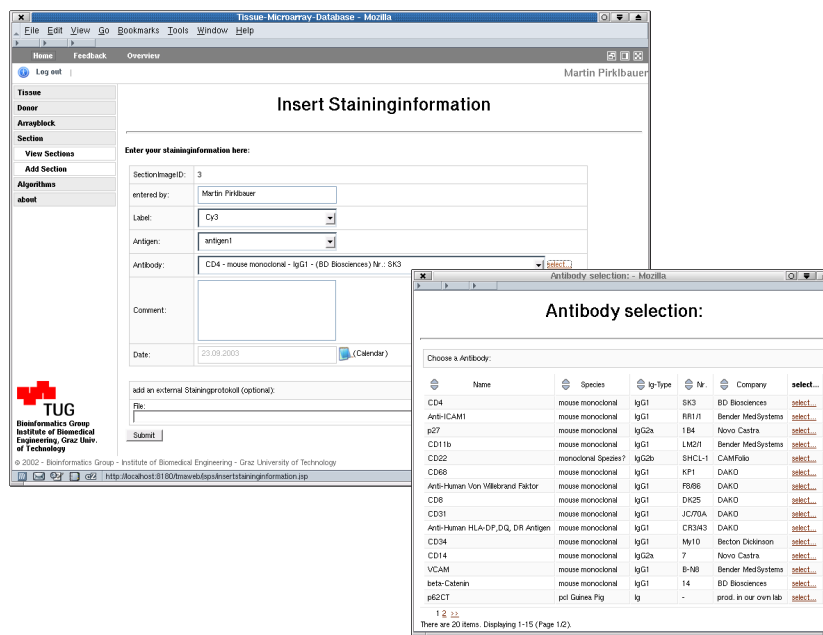 Tissue-Microarray-Database - Mozilla
File Edit View Go Bookmarks Tools Window Help
Home Feedback Overview
Log out |
Martin Pirklbauer
Tissue
Donor
Arrayblock
Section
View Sections
Add Section
Algorithms
about
Insert Staininginformation
Enter your staininginformation here:
SectionImageID: 3
entered by: Martin Pirklbauer
Label: Cy3
Antigen: antigen1
Antibody: CD4 - mouse monoclonal - IgG1 - (BD Biosciences) Nr.: SK3 select...
Comment:
Date: 23.09.2003 (Calendar)
add an external Stainingprotokoll (optional):
File:
Submit
TUG
Bioinformatics Group
Institute of Biomedical
Engineering, Graz Univ.
of Technology
© 2002 - Bioinformatics Group - Institute of Biomedical Engineering - Graz University of Technology
http://localhost:8180/tmaweb/jsps/insertstaininginformation.jsp
Antibody selection: - Mozilla
Antibody selection:
Choose a Antibody:
Name Species Ig-Type Nr. Company select...
CD4 mouse monoclonal IgG1 SK3 BD Biosciences select...
Anti-ICAM1 mouse monoclonal IgG1 RR1/1 Bender MedSystems select...
p27 mouse monoclonal IgG2a 1B4 Novo Castra select...
CD11b mouse monoclonal IgG1 LM2/1 Bender MedSystems select...
CD22 monoclonal Spezies? IgG2b SHCL-1 CAMFolio select...
CD68 mouse monoclonal IgG1 KP1 DAKO select...
Anti-Human Von Willebrand Faktor mouse monoclonal IgG1 F8/86 DAKO select...
CD8 mouse monoclonal IgG1 DK25 DAKO select...
CD31 mouse monoclonal IgG1 JC/70A DAKO select...
Anti-Human HLA-DP,DQ, DR Antigen mouse monoclonal IgG1 CR3/43 DAKO select...
CD34 mouse monoclonal IgG1 My10 Becton Dickinson select...
CD14 mouse monoclonal IgG2a 7 Novo Castra select...
VCAM mouse monoclonal IgG1 B-N8 Bender MedSystems select...
beta-Catenin mouse monoclonal IgG1 14 BD Biosciences select...
p62CT pcl Guinea Pig Ig - prod. in our own lab select...
1 2 >>
There are 20 items. Displaying 1-15 (Page 1/2).